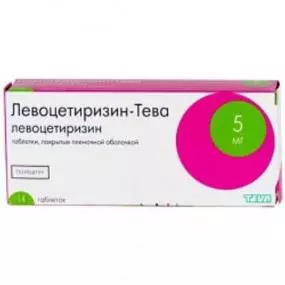 Левоцетиризин-Тева
левоцетиризин
таблетки, покрытые пленочной оболочкой
5
мг
14 таблеток
TEVA